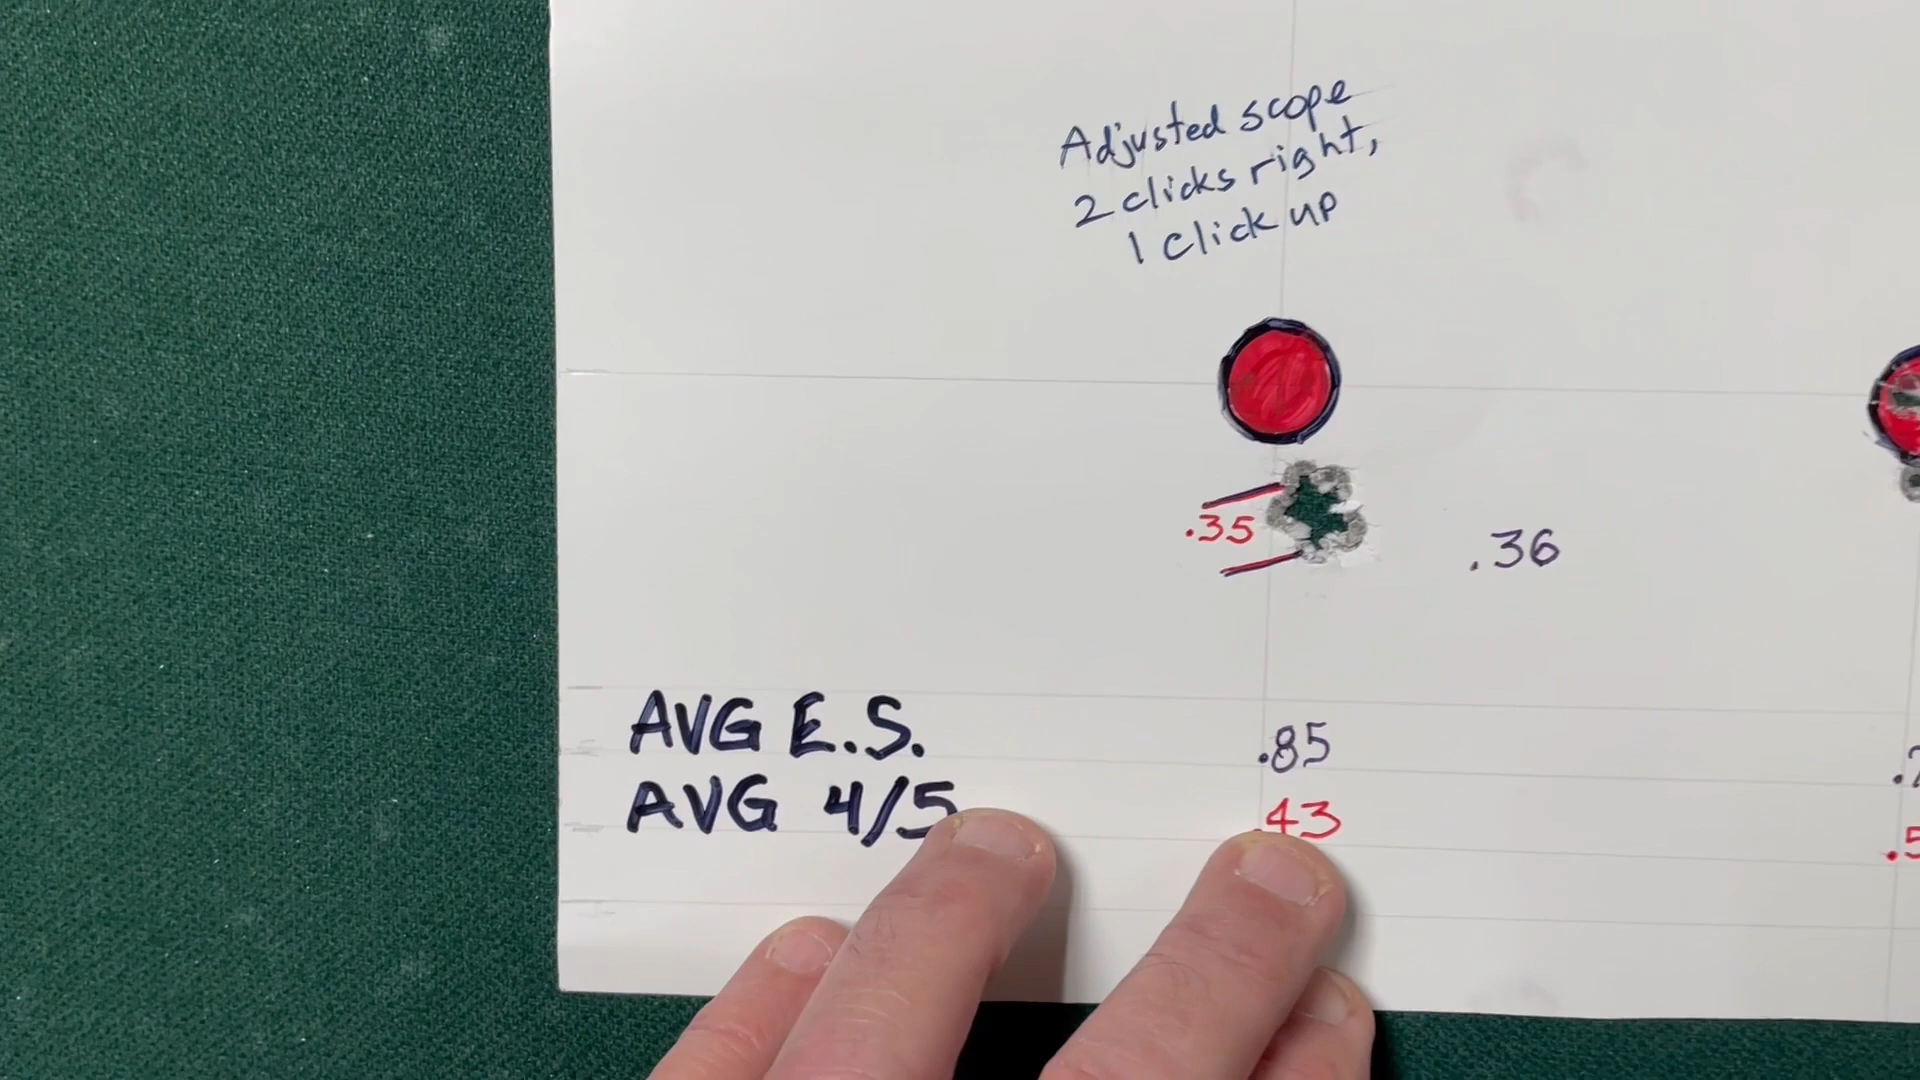 Adjusted scope
2 clicks right,
1 click up
.35
.36
AVG E.S. .85
AVG 4/5 .43